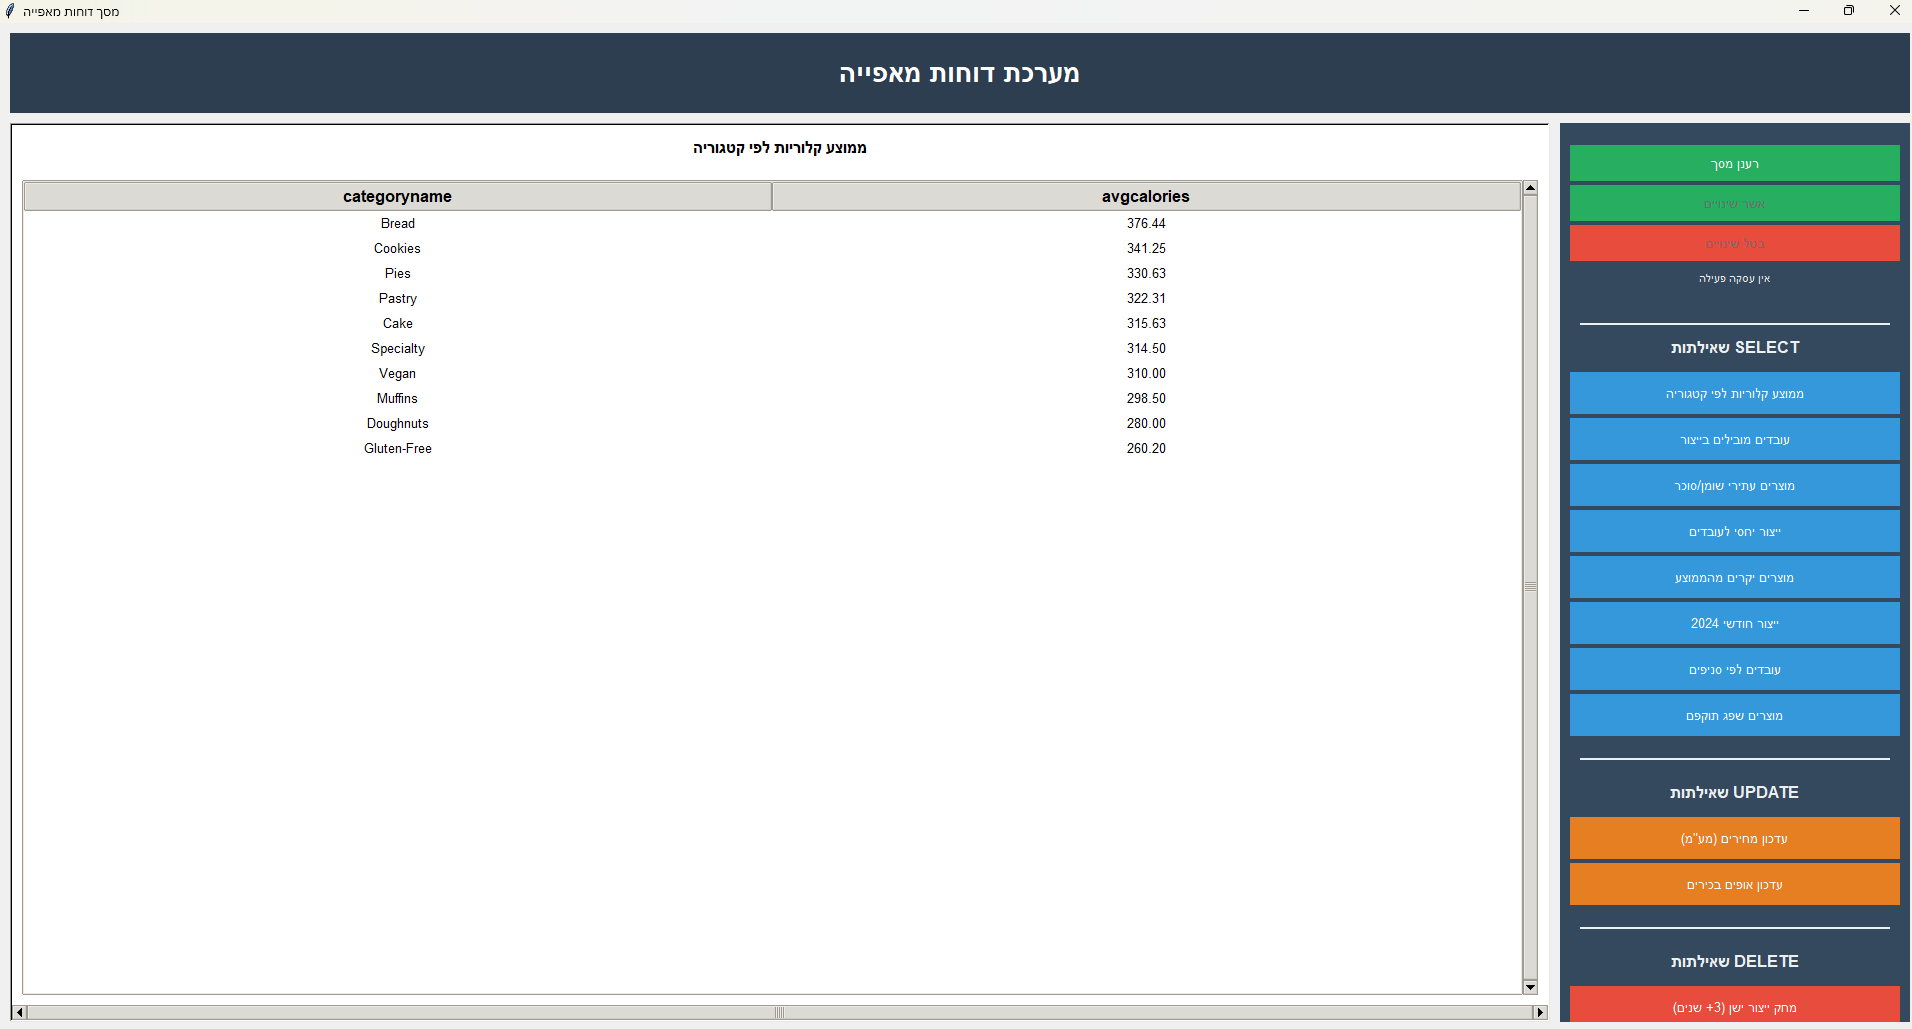 מסך דוחות מאפייה
מערכת דוחות מאפייה
ממוצע קלוריות לפי קטגוריה
categoryname avgcalories
Bread 376.44
Cookies 341.25
Pies 330.63
Pastry 322.31
Cake 315.63
Specialty 314.50
Vegan 310.00
Muffins 298.50
Doughnuts 280.00
Gluten-Free 260.20
רענן מסך
אשר שינויים
בטל שינויים
אין עסקה פעילה
שאילתות SELECT
ממוצע קלוריות לפי קטגוריה
עובדים מובילים בייצור
מוצרים עתירי שומן/סוכר
ייצור יחסי לעובדים
מוצרים יקרים מהממוצע
ייצור חודשי 2024
עובדים לפי סניפים
מוצרים שפג תוקפם
שאילתות UPDATE
עדכון מחירים (מע"מ)
עדכון אופים בכירים
שאילתות DELETE
מחק ייצור ישן (3+ שנים)